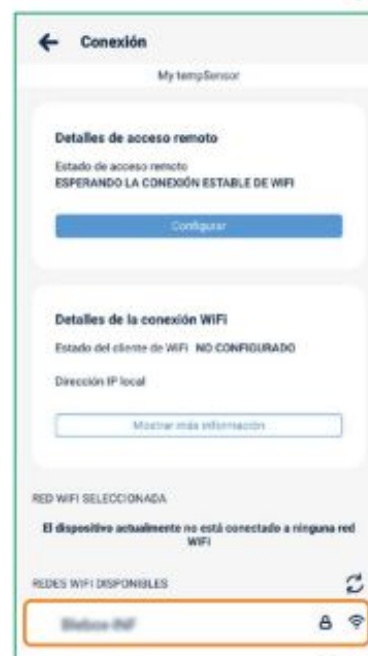 Conexión
My tempSensor
Detalles de acceso remoto
Estado de acceso remoto
ESPERANDO LA CONEXIÓN ESTABLE DE WIFI
Configurar
Detalles de la conexión WiFi
Estado del cliente de WiFi NO CONFIGURADO
Dirección IP local
Mostrar más información
RED WIFI SELECCIONADA
El dispositivo actualmente no está conectado a ninguna red
WIFI
REDES WIFI DISPONIBLES